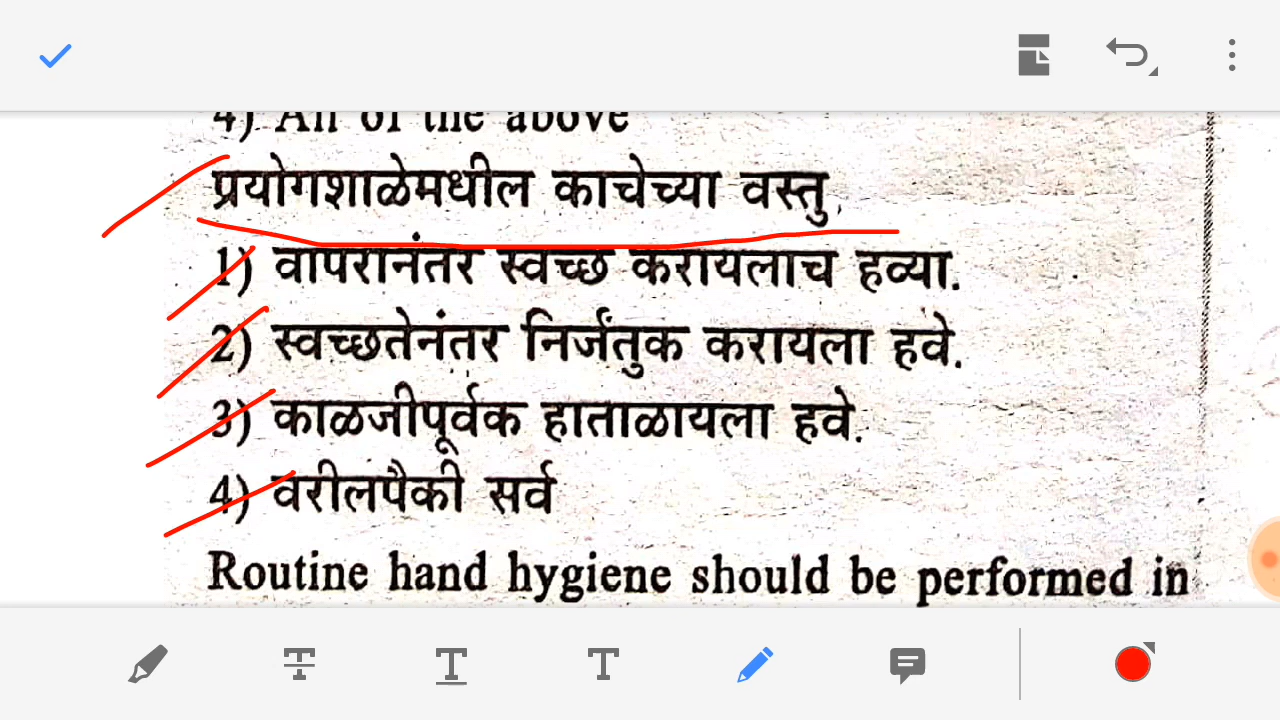 4) All of the above
प्रयोगशाळेमधील काचेच्या वस्तु
1) वापरानंतर स्वच्छ करायलाच हव्या.
2) स्वच्छतेनंतर निर्जंतुक करायला हवे.
3) काळजीपूर्वक हाताळायला हवे.
4) वरीलपैकी सर्व
Routine hand hygiene should be performed in